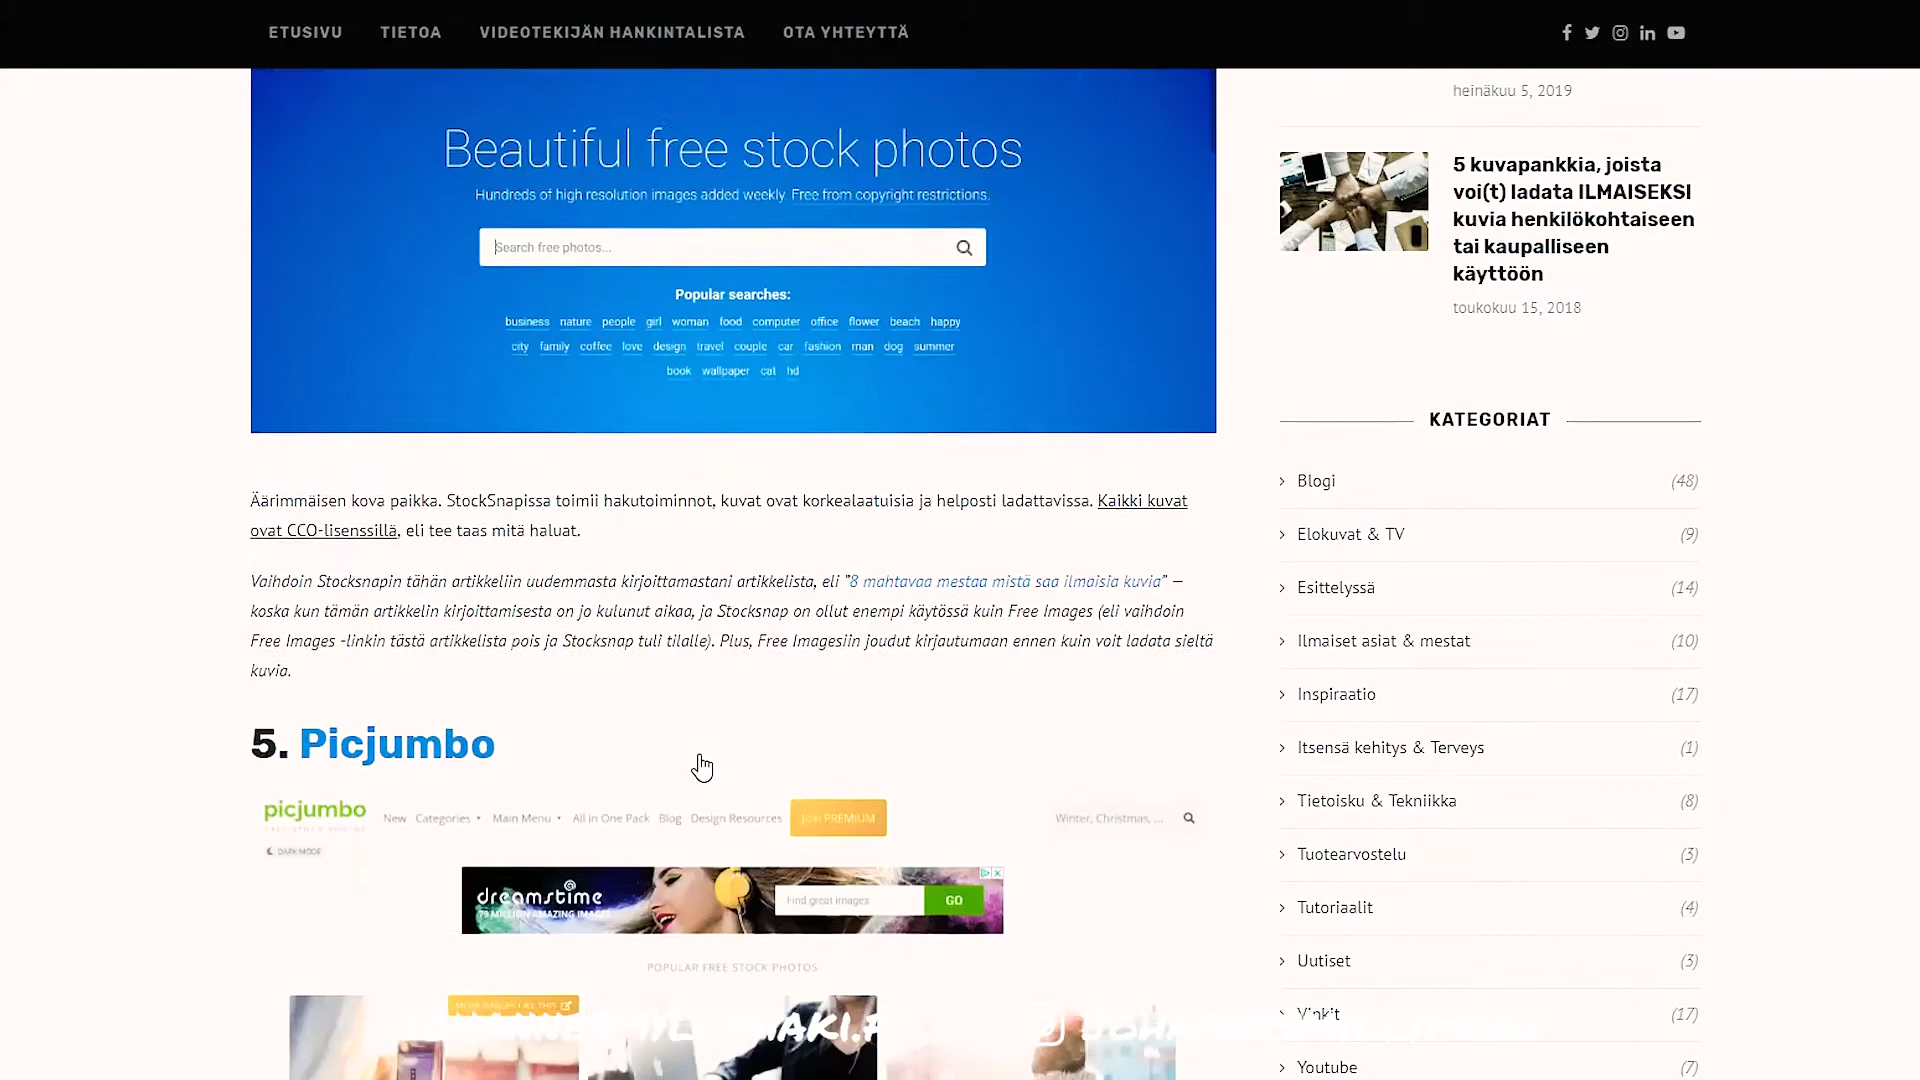 ETUSIVU TIETOA VIDEOTEKIJÄN HANKINTALISTA OTA YHTEYTTÄ
Beautiful free stock photos
Hundreds of high resolution images added weekly. Free from copyright restrictions.
Search free photos...
Popular searches:
business nature people girl woman food computer office flower beach happy
city family coffee love design travel couple car fashion man dog summer
book wallpaper cat hd
Äärimmäisen kova paikka. StockSnapissa toimii hakutoiminnot, kuvat ovat korkealaatuisia ja helposti ladattavissa. Kaikki kuvat
ovat CCO-lisenssillä, eli tee taas mitä haluat.
Vaihdoin Stocksnapin tähän artikkeliin uudemmasta kirjoittamastani artikkelista, eli "8 mahtavaa mestaa mistä saa ilmaisia kuvia" –
koska kun tämän artikkelin kirjoittamisesta on jo kulunut aikaa, ja Stocksnap on ollut enempi käytössä kuin Free Images (eli vaihdoin
Free Images -linkin tästä artikkelista pois ja Stocksnap tuli tilalle). Plus, Free Imagesiin joudut kirjautumaan ennen kuin voit ladata sieltä
kuvia.
5. Picjumbo
picjumbo
New Categories Main Menu All in One Pack Blog Design Resources Join PREMIUM Winter, Christmas, ...
DARK MODE
dreamstime
Find great images GO
79 MILLION AMAZING IMAGES
POPULAR FREE STOCK PHOTOS
MORE IMAGES LIKE THIS
heinäkuu 5, 2019
5 kuvapankkia, joista
voi(t) ladata ILMAISEKSI
kuvia henkilökohtaiseen
tai kaupalliseen
käyttöön
toukokuu 15, 2018
KATEGORIAT
Blogi (48)
Elokuvat & TV (9)
Esittelyssä (14)
Ilmaiset asiat & mestat (10)
Inspiraatio (17)
Itsensä kehitys & Terveys (1)
Tietoisku & Tekniikka (8)
Tuotearvostelu (3)
Tutoriaalit (4)
Uutiset (3)
Vinkit (17)
Youtube (7)